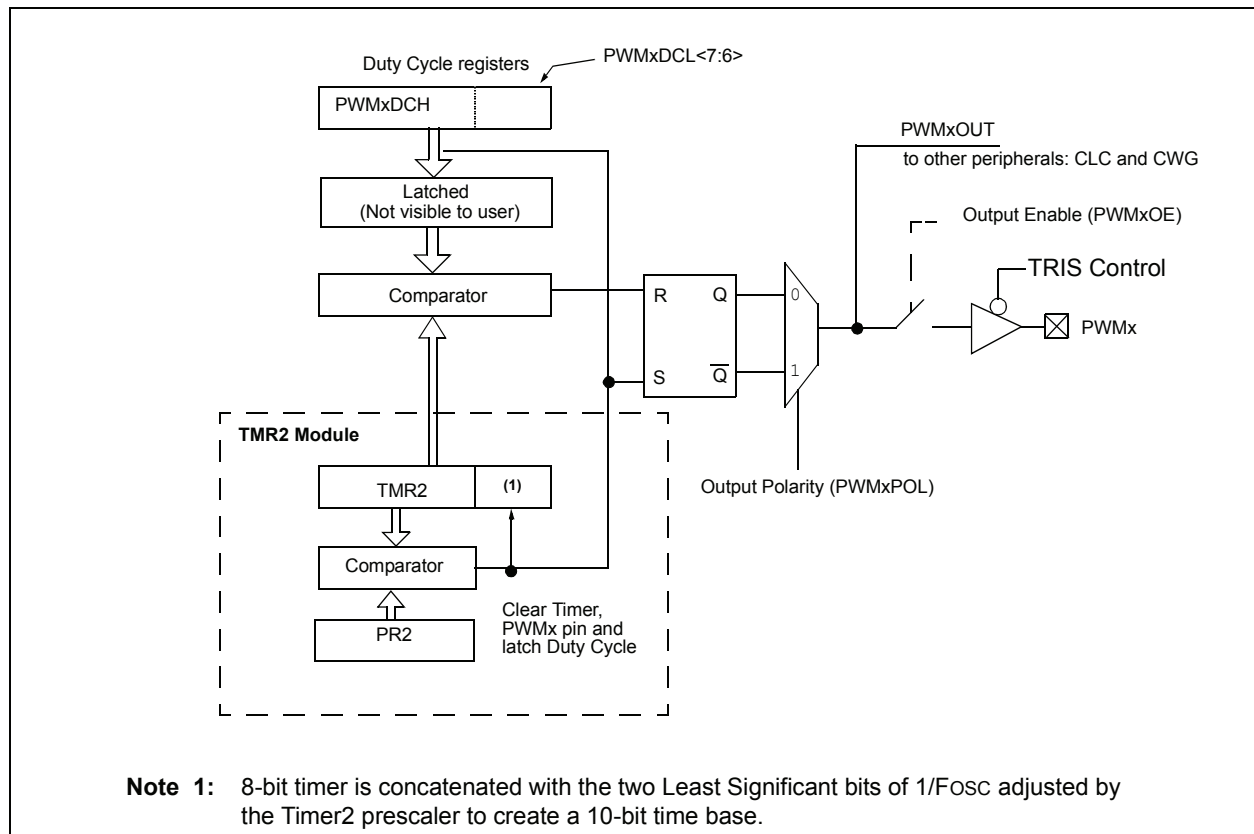 Duty Cycle registers
PWMxDCL<7:6>
PWMxDCH
Latched
(Not visible to user)
Comparator
R
Q
S
Q̅
0
1
PWMxOUT
to other peripherals: CLC and CWG
Output Enable (PWMxOE)
TRIS Control
PWMx
Output Polarity (PWMxPOL)
TMR2 Module
TMR2
(1)
Comparator
PR2
Clear Timer,
PWMx pin and
latch Duty Cycle
Note 1: 8-bit timer is concatenated with the two Least Significant bits of 1/FOSC adjusted by
the Timer2 prescaler to create a 10-bit time base.